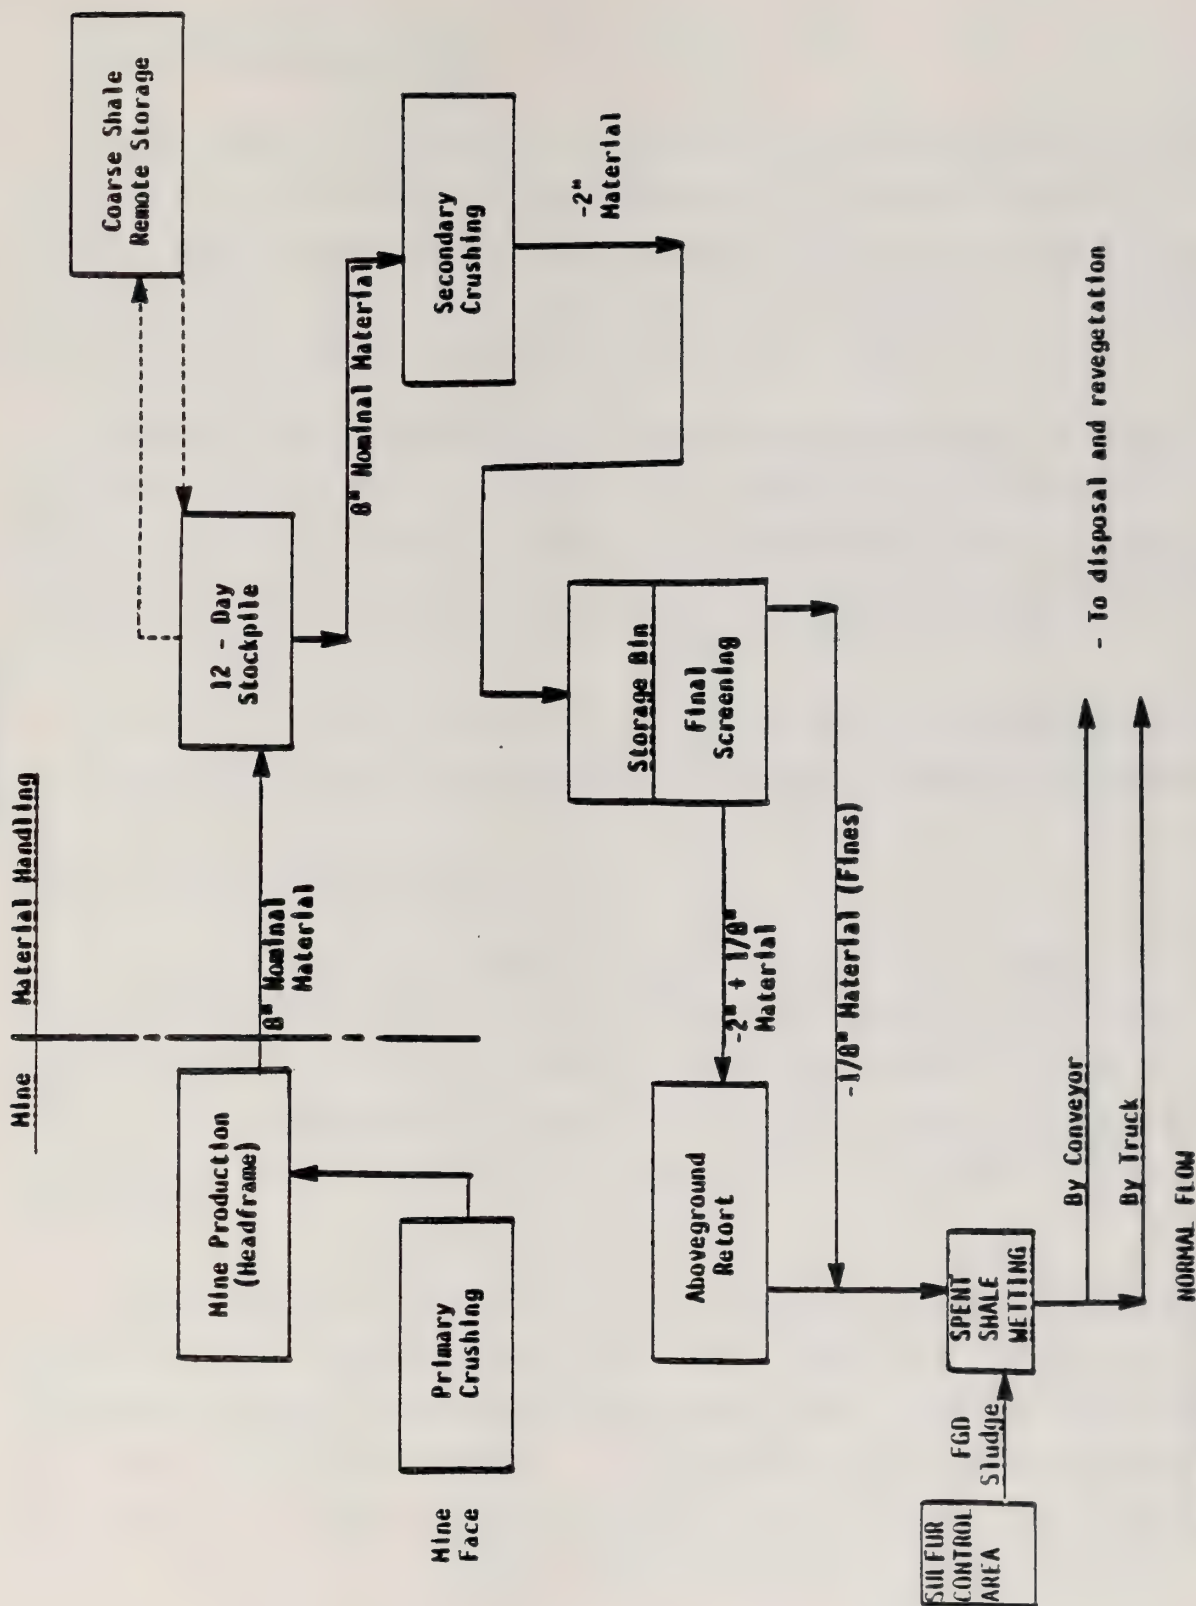 Mine
Material Handling
Mine Production
(Headframe)
8" Nominal
Material
12 - Day
Stockpile
Coarse Shale
Remote Storage
Mine
Face
Primary
Crushing
8" Nominal Material
Secondary
Crushing
-2"
Material
Storage Bin
Final
Screening
-2" + 1/8"
Material
Aboveground
Retort
-1/8" Material (Fines)
SULFUR
CONTROL
AREA
FGD
Sludge
SPENT
SHALE
WETTING
By Conveyor
By Truck
- To disposal and revegetation
NORMAL FLOW